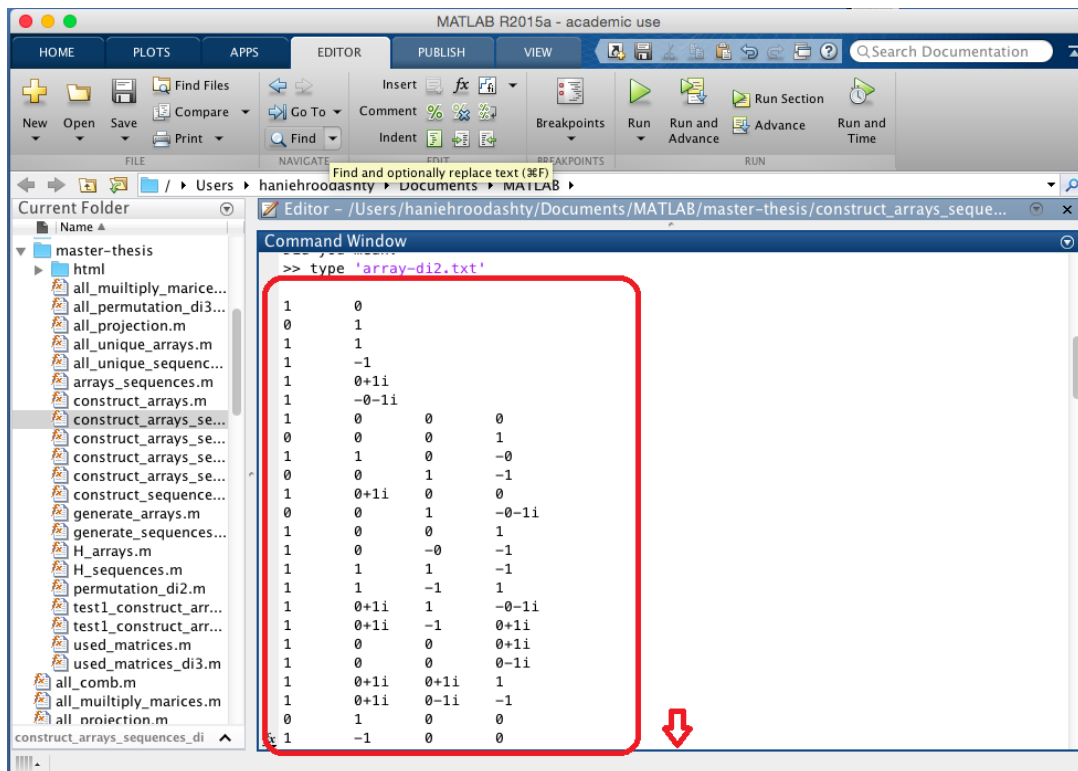 MATLAB R2015a - academic use
HOME PLOTS APPS EDITOR PUBLISH VIEW Search Documentation
Find Files Insert fx
Compare Go To Comment Run Section
New Open Save Print Find Indent Breakpoints Run Run and Advance Advance Run and Time
FILE NAVIGATE EDIT BREAKPOINTS RUN
Find and optionally replace text (⌘F)
/ Users haniehroodashty Documents MATLAB
Current Folder
Editor – /Users/haniehroodashty/Documents/MATLAB/master-thesis/construct_arrays_seque...
Name
Command Window
master-thesis
html
all_muiltiply_marice...
all_permutation_di3...
all_projection.m
all_unique_arrays.m
all_unique_sequenc...
arrays_sequences.m
construct_arrays.m
construct_arrays_se...
construct_arrays_se...
construct_arrays_se...
construct_arrays_se...
construct_sequence...
generate_arrays.m
generate_sequences...
H_arrays.m
H_sequences.m
permutation_di2.m
test1_construct_arr...
test1_construct_arr...
used_matrices.m
used_matrices_di3.m
all_comb.m
all_muiltiply_marices.m
all_projection.m
construct_arrays_sequences_di
>> type 'array-di2.txt'
1 0
0 1
1 1
1 -1
1 0+1i
1 -0-1i
1 0 0 0
0 0 0 1
1 1 0 -0
0 0 1 -1
1 0+1i 0 0
0 0 1 -0-1i
1 0 0 1
1 0 -0 -1
1 1 1 -1
1 1 -1 1
1 0+1i 1 -0-1i
1 0+1i -1 0+1i
1 0 0 0+1i
1 0 0 0-1i
1 0+1i 0+1i 1
1 0+1i 0-1i -1
0 1 0 0
fx 1 -1 0 0